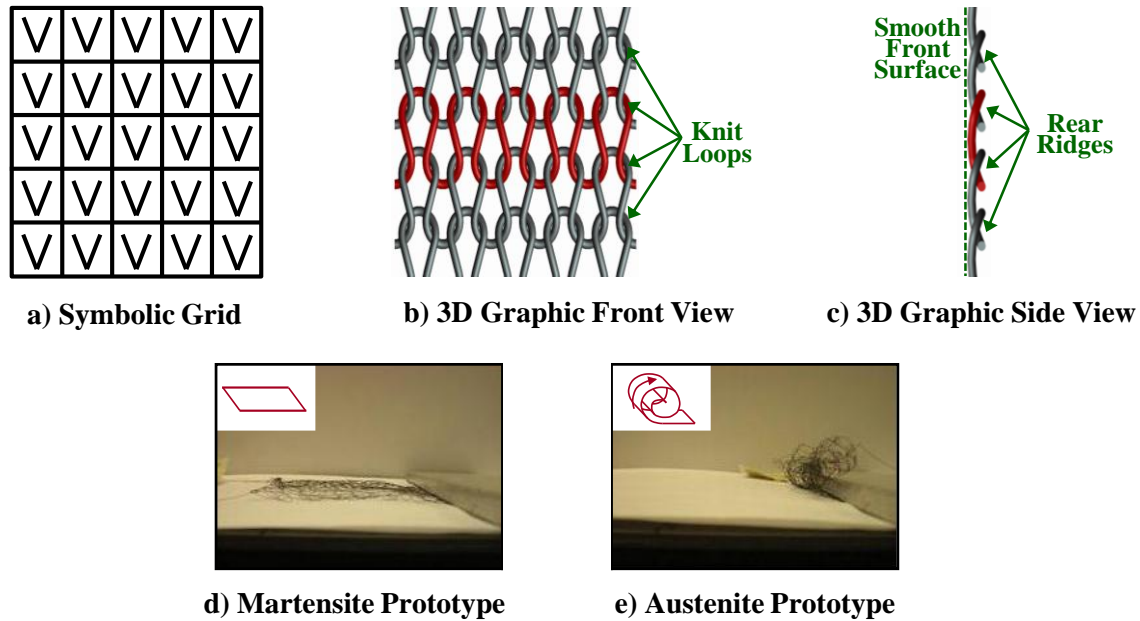 V V V V V
V V V V V
V V V V V
V V V V V
V V V V V
Knit
Loops
Smooth
Front
Surface
Rear
Ridges
a) Symbolic Grid
b) 3D Graphic Front View
c) 3D Graphic Side View
d) Martensite Prototype
e) Austenite Prototype